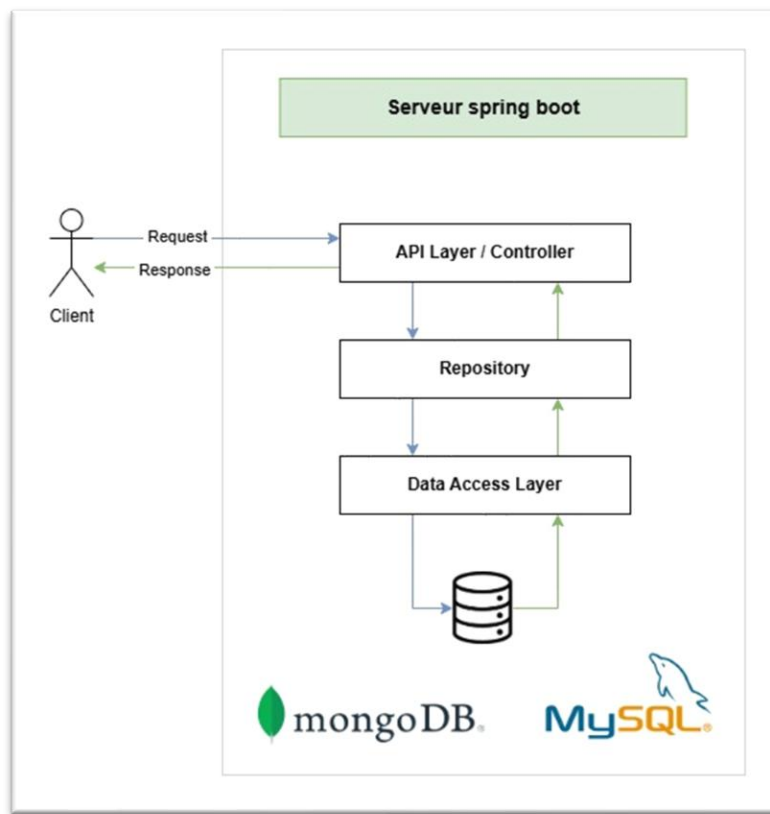 Serveur spring boot
Request
API Layer / Controller
Response
Client
Repository
Data Access Layer
mongoDB®
MySQL®